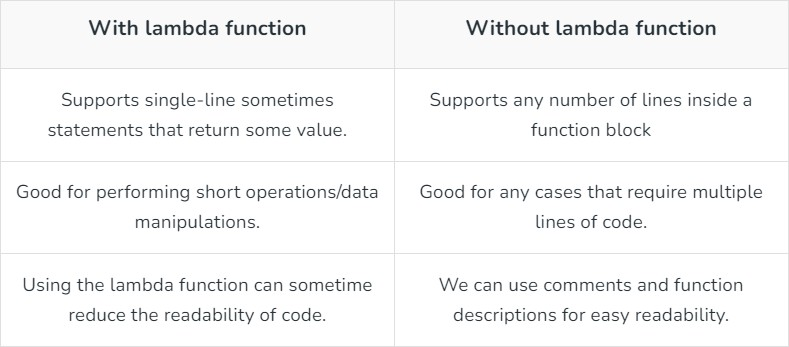 With lambda function
Without lambda function
Supports single-line sometimes
statements that return some value.
Supports any number of lines inside a
function block
Good for performing short operations/data
manipulations.
Good for any cases that require multiple
lines of code.
Using the lambda function can sometime
reduce the readability of code.
We can use comments and function
descriptions for easy readability.